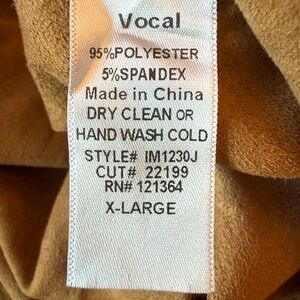 Vocal
95%POLYESTER
5%SPANDEX
Made in China
DRY CLEAN OR
HAND WASH COLD
STYLE# IM1230J
CUT# 22199
RN# 121364
X-LARGE